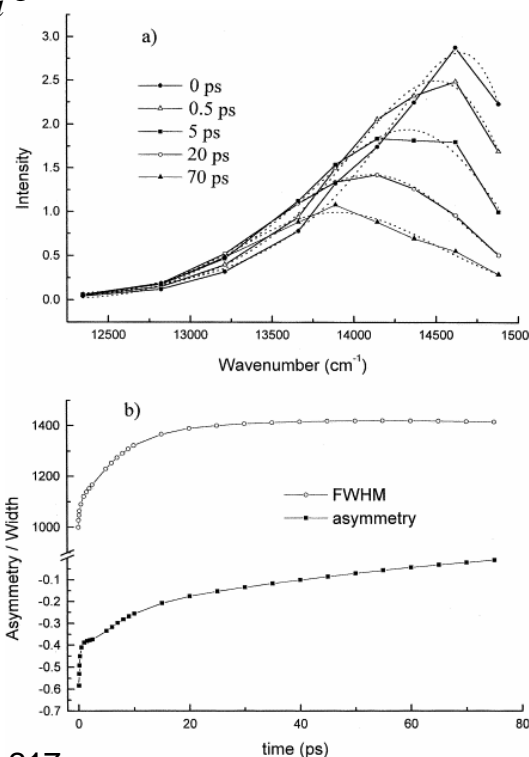 a)
0 ps
0.5 ps
5 ps
20 ps
70 ps
3.0
2.5
2.0
1.5
1.0
0.5
0.0
Intensity
12500 13000 13500 14000 14500 1500
Wavenumber (cm⁻¹)
b)
1400
1200
1000
-0.1
-0.2
-0.3
-0.4
-0.5
-0.6
-0.7
Asymmetry / Width
FWHM
asymmetry
0 20 40 60 80
time (ps)